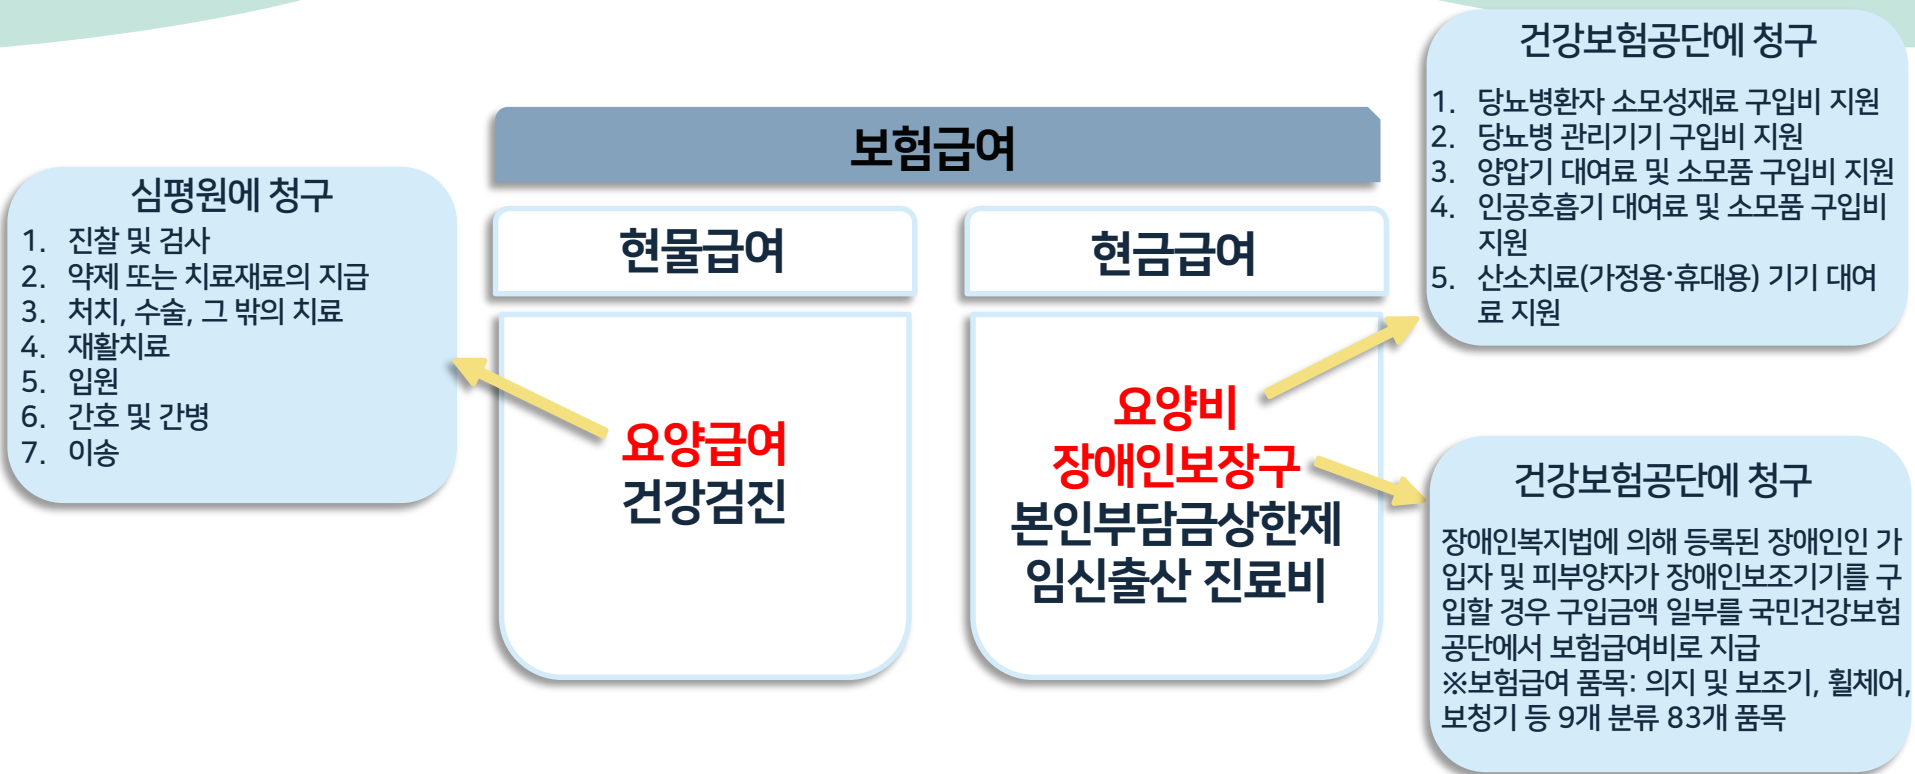 보험급여
심평원에 청구
1. 진찰 및 검사
2. 약제 또는 치료재료의 지급
3. 처치, 수술, 그 밖의 치료
4. 재활치료
5. 입원
6. 간호 및 간병
7. 이송
현물급여
요양급여
건강검진
현금급여
요양비
장애인보장구
본인부담금상한제
임신출산 진료비
건강보험공단에 청구
1. 당뇨병환자 소모성재료 구입비 지원
2. 당뇨병 관리기기 구입비 지원
3. 양압기 대여료 및 소모품 구입비 지원
4. 인공호흡기 대여료 및 소모품 구입비
지원
5. 산소치료(가정용·휴대용) 기기 대여
료 지원
건강보험공단에 청구
장애인복지법에 의해 등록된 장애인인 가
입자 및 피부양자가 장애인보조기기를 구
입할 경우 구입금액 일부를 국민건강보험
공단에서 보험급여비로 지급
※보험급여 품목: 의지 및 보조기, 휠체어,
보청기 등 9개 분류 83개 품목